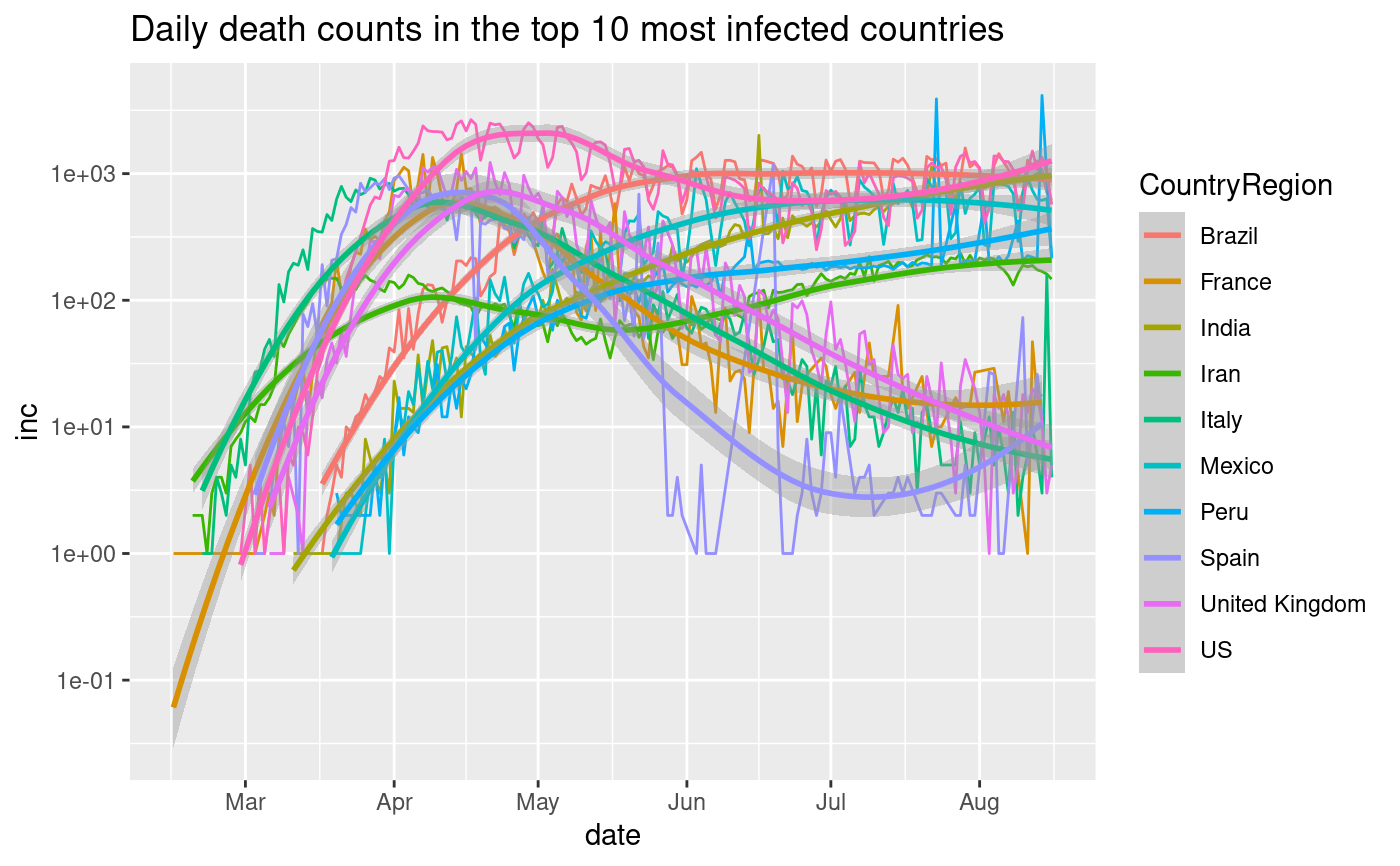 Daily death counts in the top 10 most infected countries
1e+03
1e+02
1e+01
1e+00
1e-01
inc
Mar Apr May Jun Jul Aug
date
CountryRegion
Brazil
France
India
Iran
Italy
Mexico
Peru
Spain
United Kingdom
US